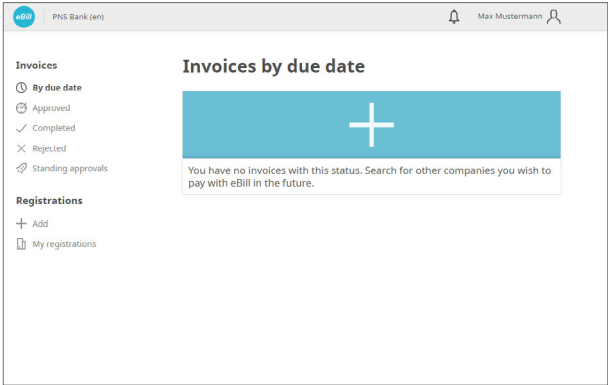 eBill
PNS Bank (en)
Max Mustermann
Invoices
By due date
Approved
Completed
Rejected
Standing approvals
Registrations
Add
My registrations
Invoices by due date
You have no invoices with this status. Search for other companies you wish to
pay with eBill in the future.